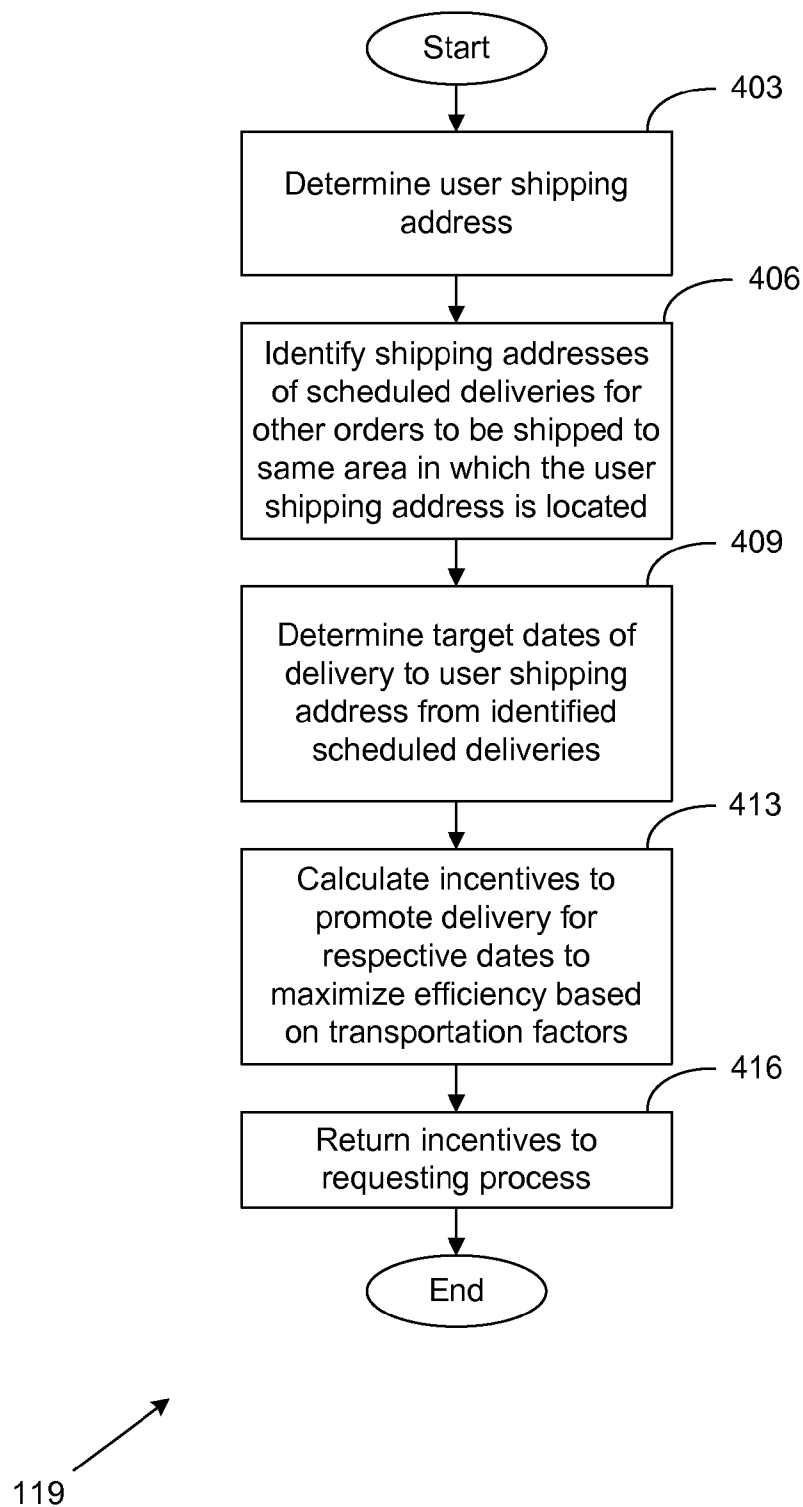 Start
403
Determine user shipping
address
406
Identify shipping addresses
of scheduled deliveries for
other orders to be shipped to
same area in which the user
shipping address is located
409
Determine target dates of
delivery to user shipping
address from identified
scheduled deliveries
413
Calculate incentives to
promote delivery for
respective dates to
maximize efficiency based
on transportation factors
416
Return incentives to
requesting process
End
119